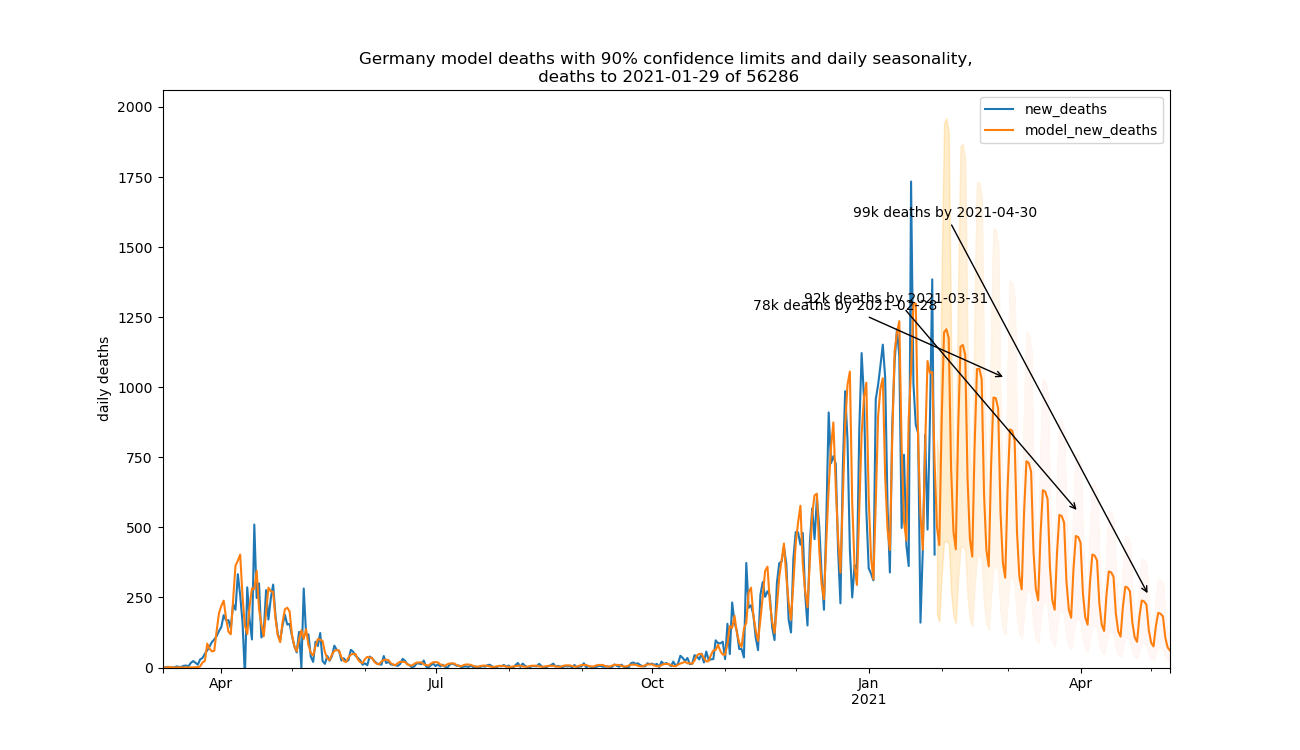 Germany model deaths with 90% confidence limits and daily seasonality,
deaths to 2021-01-29 of 56286
2000
1750
1500
1250
1000
750
500
250
0
daily deaths
new_deaths
model_new_deaths
99k deaths by 2021-04-30
92k deaths by 2021-03-31
78k deaths by 2021-02-28
Apr
Jul
Oct
Jan
2021
Apr